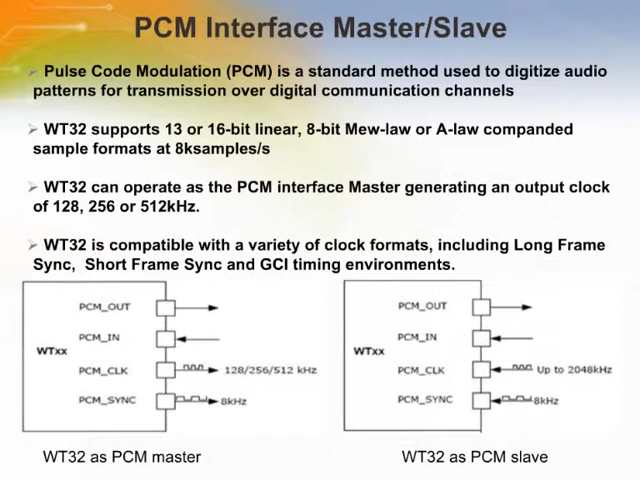 PCM Interface Master/Slave
Pulse Code Modulation (PCM) is a standard method used to digitize audio
patterns for transmission over digital communication channels
WT32 supports 13 or 16-bit linear, 8-bit Mew-law or A-law companded
sample formats at 8ksamples/s
WT32 can operate as the PCM interface Master generating an output clock
of 128, 256 or 512kHz.
WT32 is compatible with a variety of clock formats, including Long Frame
Sync, Short Frame Sync and GCI timing environments.
PCM_OUT
PCM_IN
WTxx
PCM_CLK
128/256/512 kHz
PCM_SYNC
8kHz
WT32 as PCM master
PCM_OUT
PCM_IN
WTxx
PCM_CLK
Up to 2048kHz
PCM_SYNC
8kHz
WT32 as PCM slave